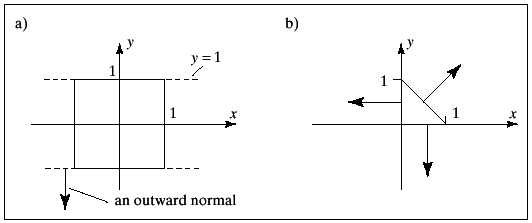 a)
y
y = 1
1
1
x
an outward normal
b)
y
1
1
x